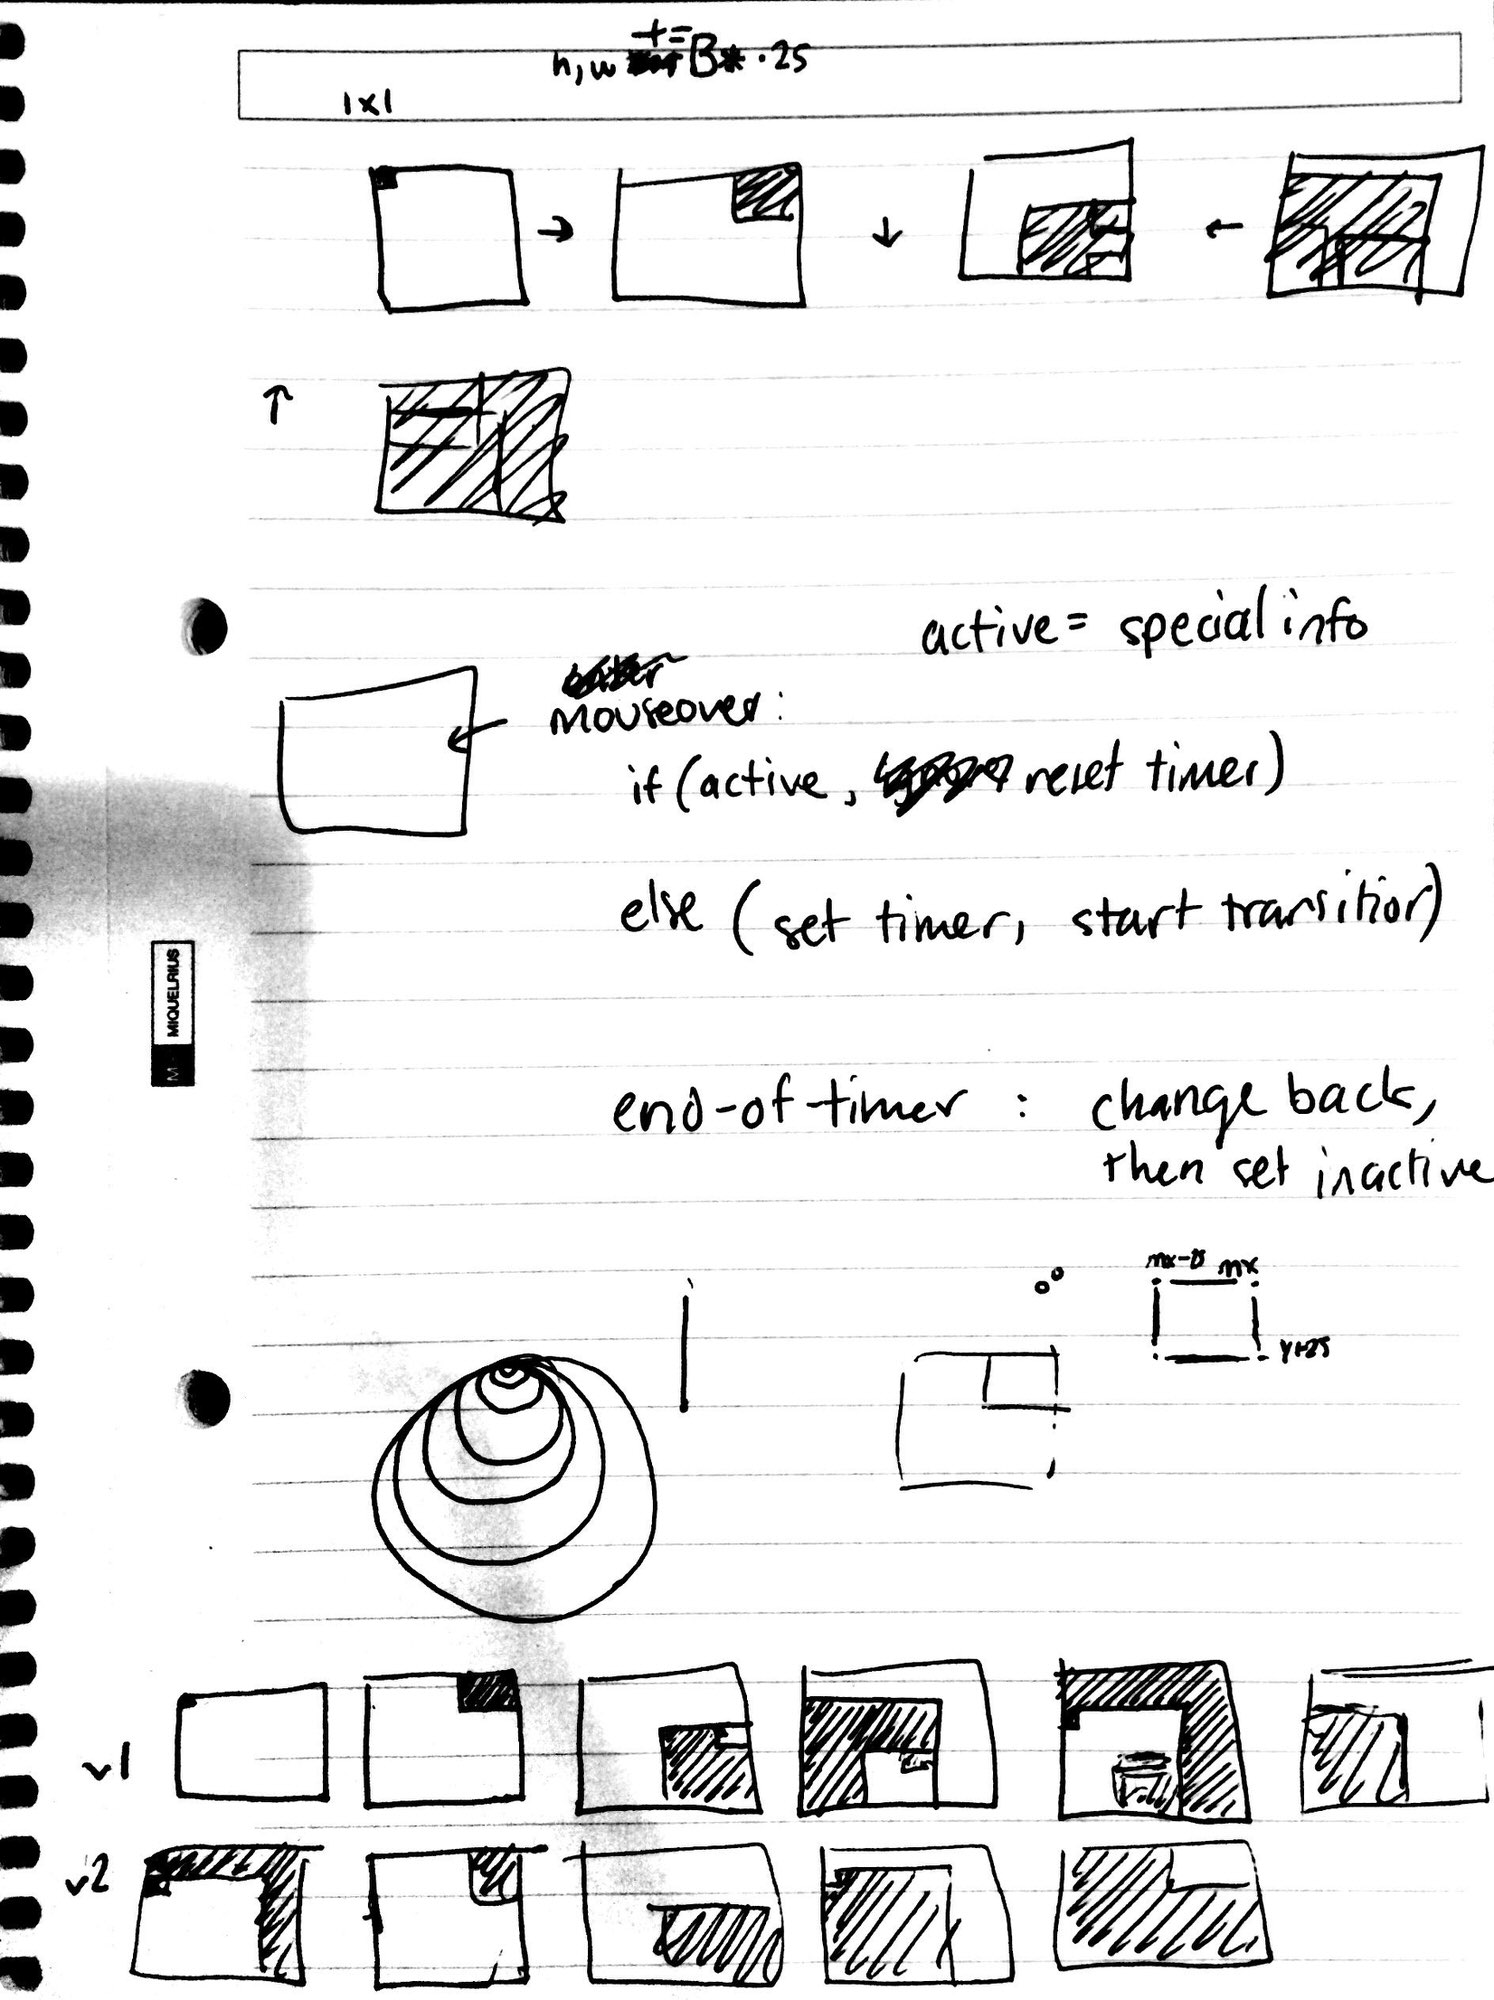 +=
h, w B* .25
1x1
→ ↓ ←
↑
active = special info
mouseover:
if (active, reset timer)
else (set timer, start transition)
MIQUELRIUS
M
end-of-timer : change back,
then set inactive
mx
y+25
v1
v2